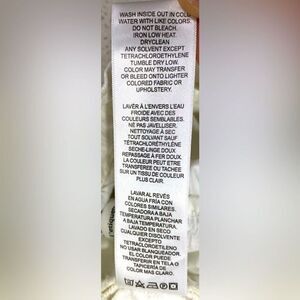 WASH INSIDE OUT IN COLD
WATER WITH LIKE COLORS.
DO NOT BLEACH.
IRON LOW HEAT.
DRYCLEAN
ANY SOLVENT EXCEPT
TETRACHLOROETHYLENE
TUMBLE DRY LOW.
COLOR MAY TRANSFER
OR BLEED ONTO LIGHTER
COLORED FABRIC OR
UPHOLSTERY.
LAVER À L'ENVERS L'EAU
FROIDE AVEC DES
COULEURS SEMBLABLES.
NE PAS JAVELLISER.
NETTOYAGE À SEC
TOUT SOLVANT SAUF
TÉTRACHLORÉTHYLÈNE
SECHE-LINGE DOUX
REPASSAGE À FER DOUX.
LA COULEUR PEUT ETRE
TRANSFERÉE OU TACHÉE
SUR UN TISSU DE COULEUR
PLUS CLAIR.
LAVAR AL REVÉS
EN AGUA FRÍA CON
COLORES SIMILARES.
SECADORA A BAJA
TEMPERATURA PLANCHAR
A BAJA TEMPERATURA.
LAVADO EN SECO
CUALQUIER DISOLVENTE
EXCEPTO
TETRACLOROETILENO
NO USAR BLANQUEADOR.
EL COLOR PUEDE
TRANSFERIR EN TELA O
TAPICERÍA DE
COLOR MAS CLARO.